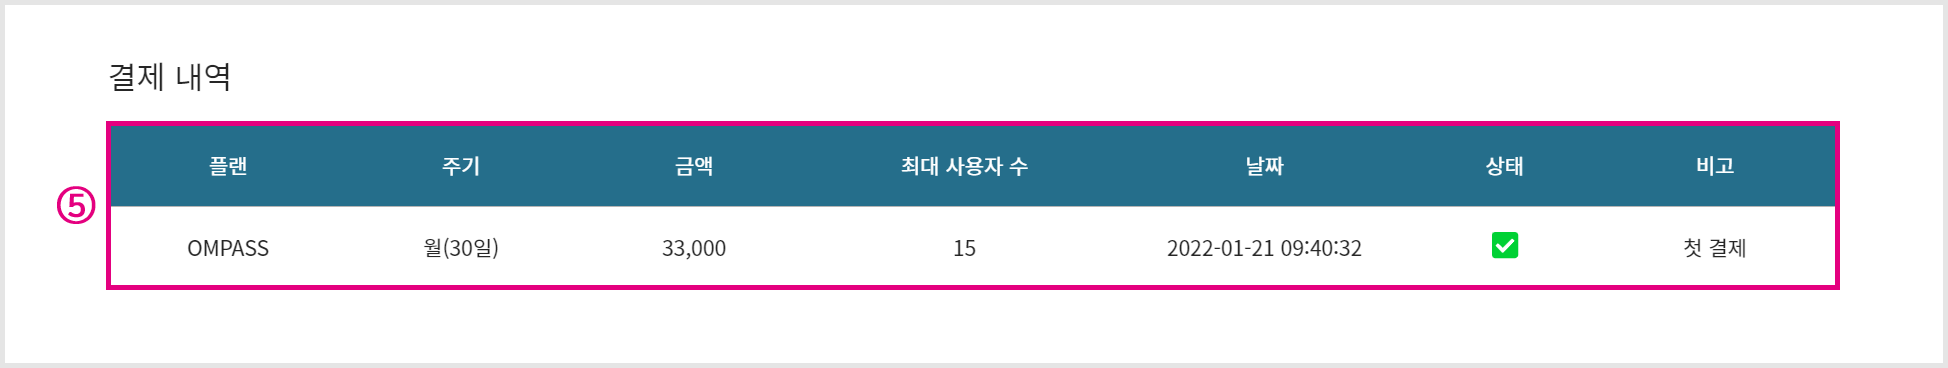 결제 내역
플랜 주기 금액 최대 사용자 수 날짜 상태 비고
⑤
OMPASS 월(30일) 33,000 15 2022-01-21 09:40:32 첫 결제